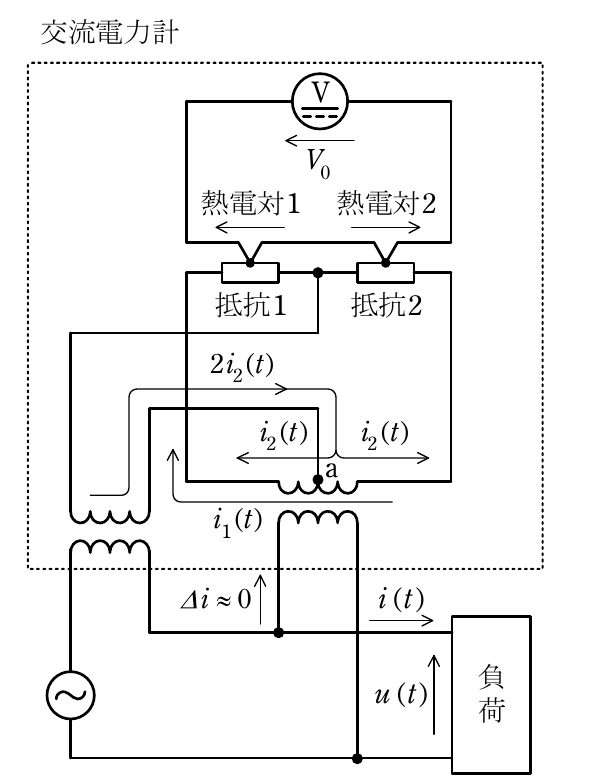 交流電力計
V
V₀
熱電対1 熱電対2
抵抗1 抵抗2
2i₂(t)
i₂(t) i₂(t)
a
i₁(t)
Δi≈0 i(t)
u(t) 負荷